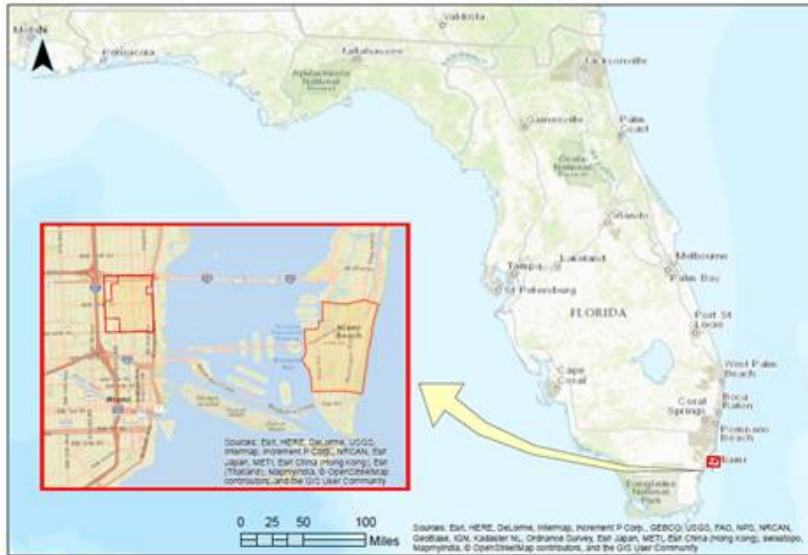 Valdosta
Mobile
Pensacola
Tallahassee
Jacksonville
Apalachicola
National
Forest
Gainesville
Palm
Coast
Ocala
National
Forest
Orlando
Melbourne
Palm Bay
Tampa
Lakeland
St Petersburg
FLORIDA
Port St
Lucie
Cape
Coral
West Palm
Beach
Boca
Raton
Coral
Springs
Pompano
Beach
Miami
Everglades
National
Park
Miami
Beach
Miami
Sources: Esri, HERE, DeLorme, USGS,
Intermap, increment P Corp., NRCAN, Esri
Japan, METI, Esri China (Hong Kong), Esri
(Thailand), MapmyIndia, © OpenStreetMap
contributors, and the GIS User Community
0 25 50 100
Miles
Sources: Esri, HERE, DeLorme, Intermap, increment P Corp., GEBCO, USGS, FAO, NPS, NRCAN,
GeoBase, IGN, Kadaster NL, Ordnance Survey, Esri Japan, METI, Esri China (Hong Kong), swisstopo,
MapmyIndia, © OpenStreetMap contributors, and the GIS User Community